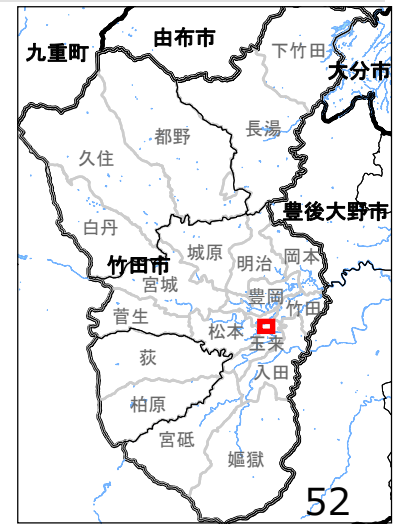 由布市
九重町
下竹田
大分市
長湯
都野
久住
豊後大野市
白丹
城原
岡本
明治
竹田市
宮城
豊岡
竹田
菅生
松本
玉来
荻
入田
柏原
宮砥
嫗獄
52